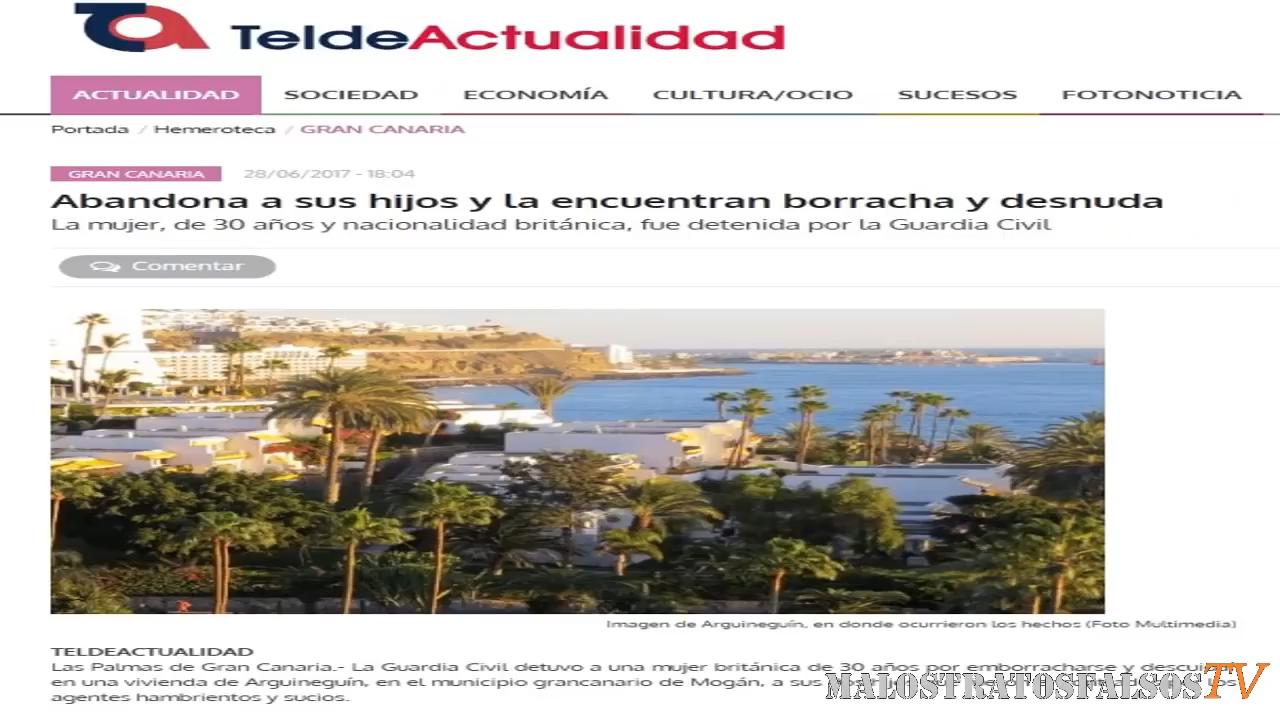 TeldeActualidad
ACTUALIDAD SOCIEDAD ECONOMÍA CULTURA/OCIO SUCESOS FOTONOTICIA
Portada / Hemeroteca / GRAN CANARIA
GRAN CANARIA 28/06/2017 - 18:04
Abandona a sus hijos y la encuentran borracha y desnuda
La mujer, de 30 años y nacionalidad británica, fue detenida por la Guardia Civil
Comentar
Imagen de Arguineguín, en donde ocurrieron los hechos (Foto Multimedia)
TELDEACTUALIDAD
Las Palmas de Gran Canaria.- La Guardia Civil detuvo a una mujer británica de 30 años por emborracharse y descuidar,
en una vivienda de Arguineguín, en el municipio grancanario de Mogán, a sus los
agentes hambrientos y sucios.
MALOSTRATOSFALSOSTV